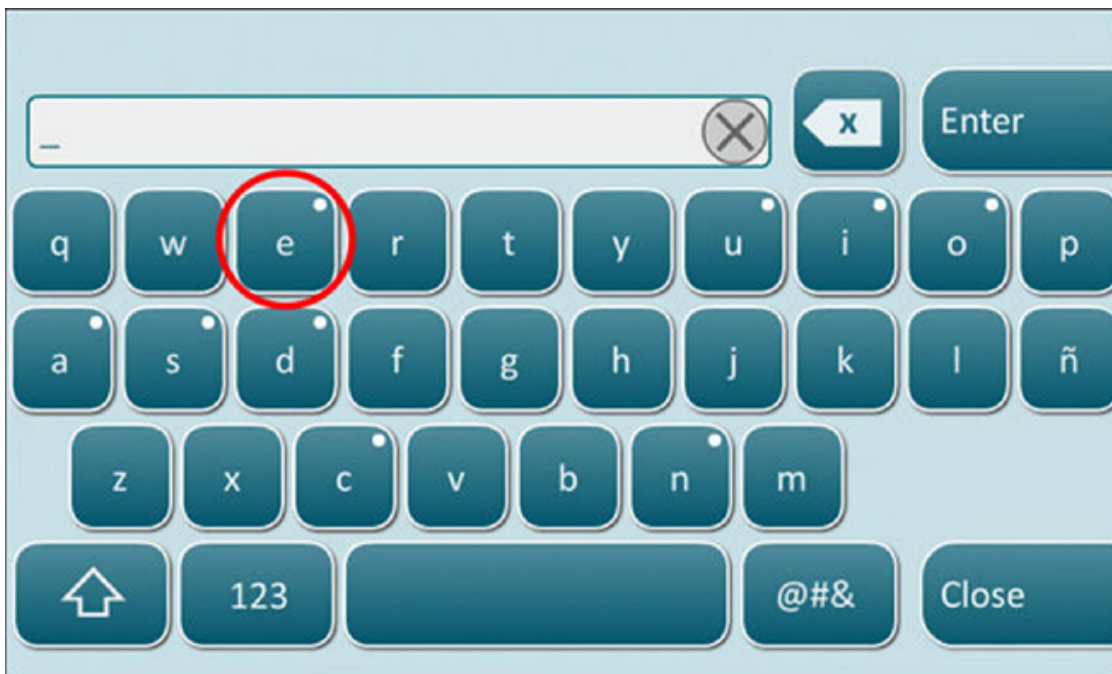 _
x Enter
q w e r t y u i o p
a s d f g h j k l ñ
z x c v b n m
123 @#& Close